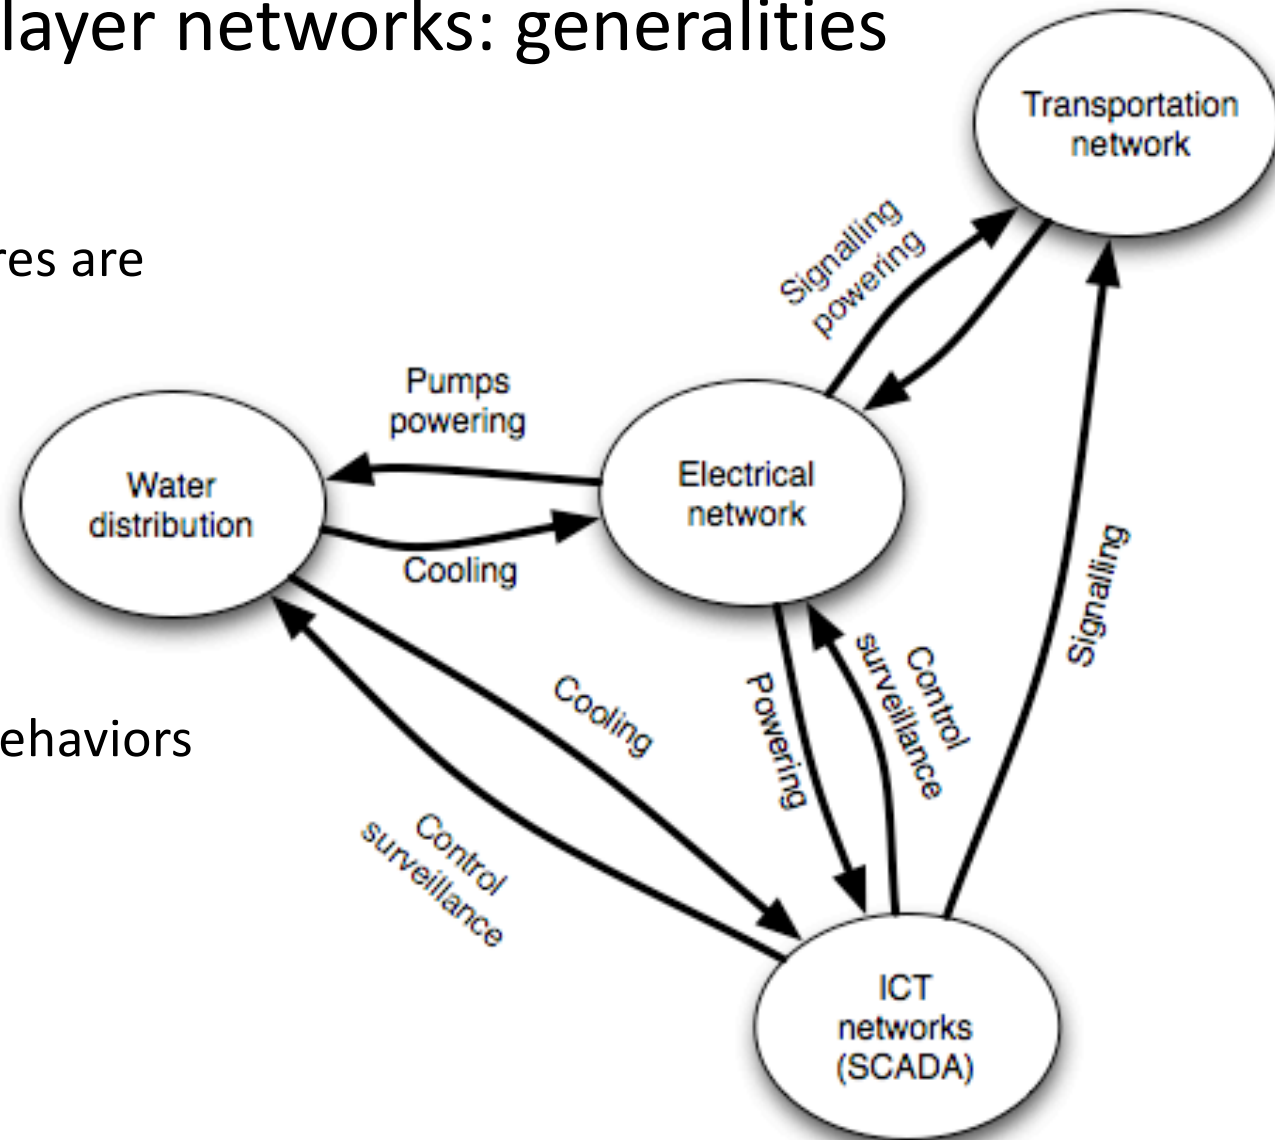 layer networks: generalities
Transportation
network
res are
Signalling
powering
Pumps
powering
Water
distribution
Electrical
network
Cooling
Signalling
Cooling
Powering
Control
surveillance
ehaviors
Control
surveillance
ICT
networks
(SCADA)